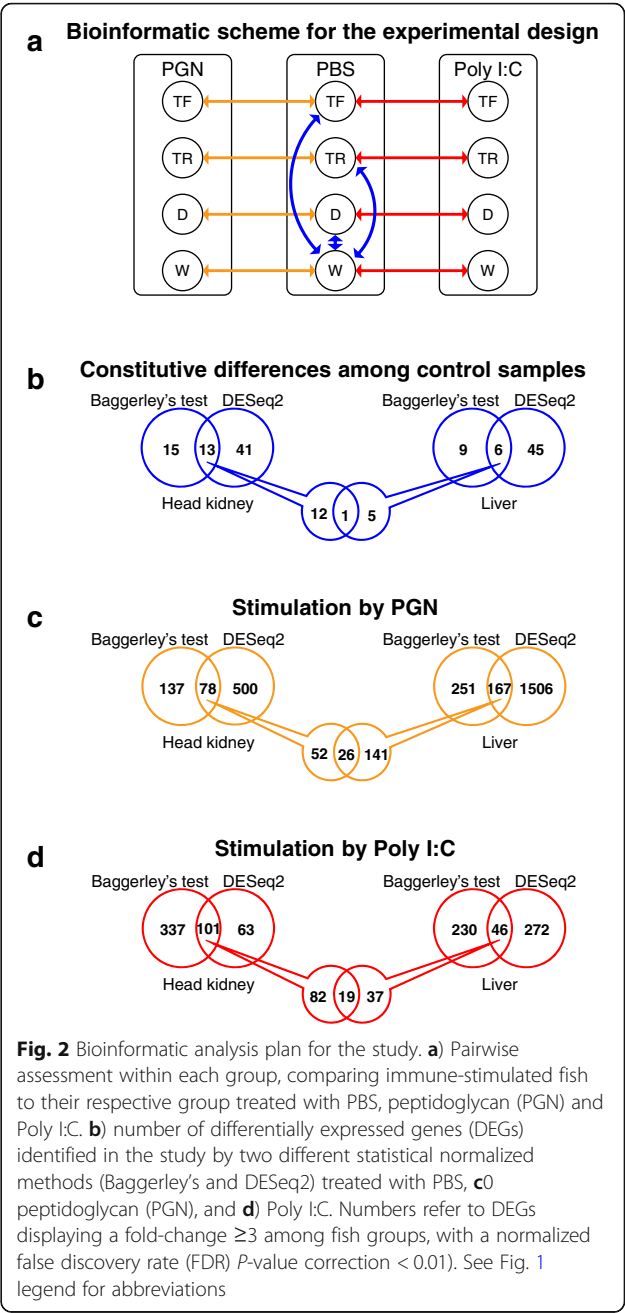 a Bioinformatic scheme for the experimental design
PGN PBS Poly I:C
TF TF TF
TR TR TR
D D D
W W W
b Constitutive differences among control samples
Baggerley's test DESeq2 Baggerley's test DESeq2
15 13 41 9 6 45
Head kidney Liver
12 1 5
c Stimulation by PGN
Baggerley's test DESeq2 Baggerley's test DESeq2
137 78 500 251 167 1506
Head kidney Liver
52 26 141
d Stimulation by Poly I:C
Baggerley's test DESeq2 Baggerley's test DESeq2
337 101 63 230 46 272
Head kidney Liver
82 19 37
Fig. 2 Bioinformatic analysis plan for the study. a) Pairwise
assessment within each group, comparing immune-stimulated fish
to their respective group treated with PBS, peptidoglycan (PGN) and
Poly I:C. b) number of differentially expressed genes (DEGs)
identified in the study by two different statistical normalized
methods (Baggerley's and DESeq2) treated with PBS, c0
peptidoglycan (PGN), and d) Poly I:C. Numbers refer to DEGs
displaying a fold-change ≥3 among fish groups, with a normalized
false discovery rate (FDR) P-value correction < 0.01). See Fig. 1
legend for abbreviations